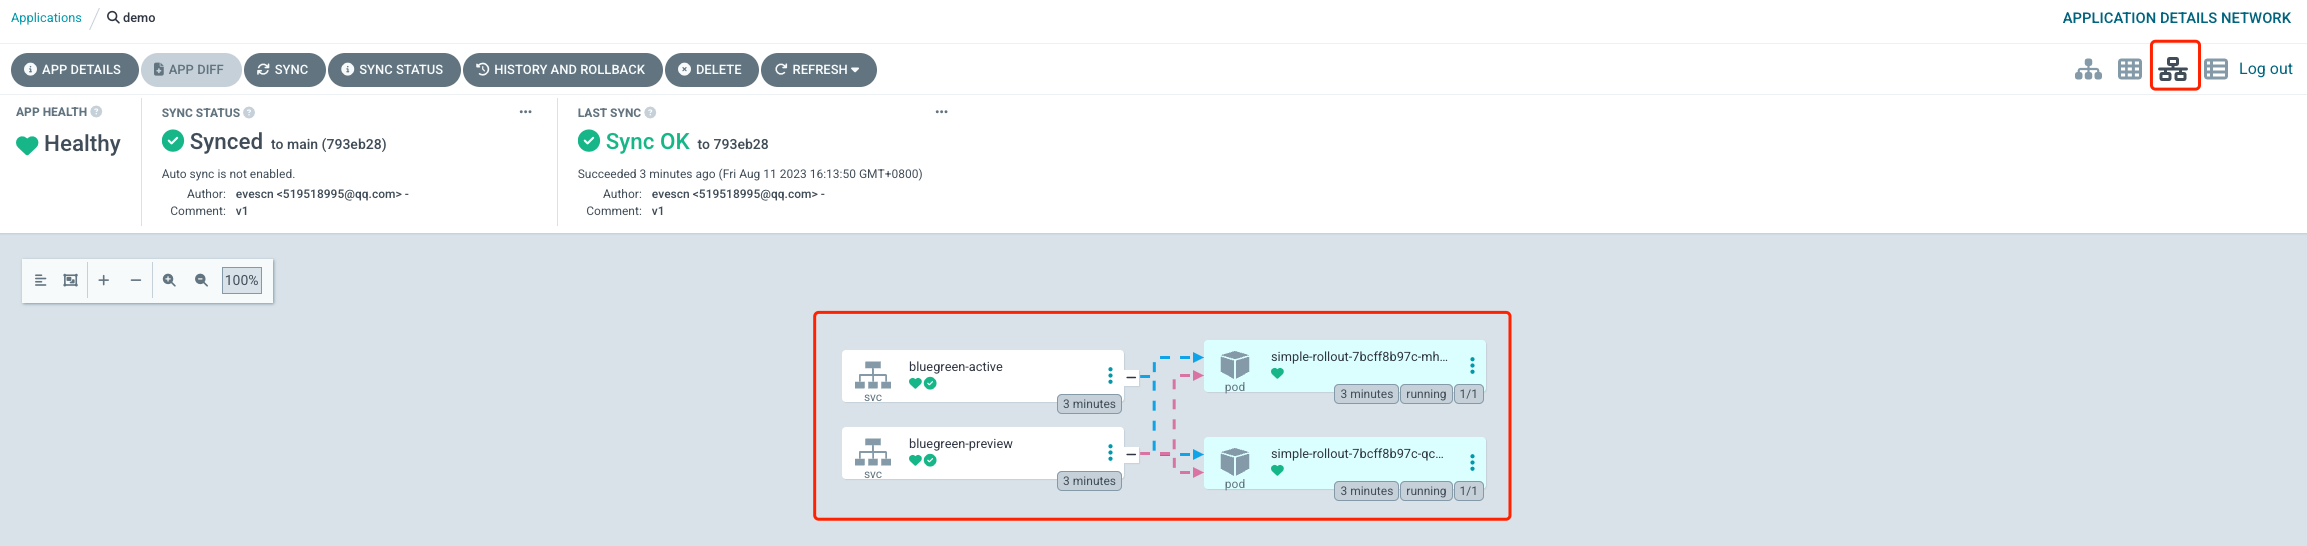 Applications / demo
APPLICATION DETAILS NETWORK
APP DETAILS APP DIFF SYNC SYNC STATUS HISTORY AND ROLLBACK DELETE REFRESH Log out
APP HEALTH
Healthy
SYNC STATUS
Synced to main (793eb28)
Auto sync is not enabled.
Author: evescn <519518995@qq.com> -
Comment: v1
LAST SYNC
Sync OK to 793eb28
Succeeded 3 minutes ago (Fri Aug 11 2023 16:13:50 GMT+0800)
Author: evescn <519518995@qq.com> -
Comment: v1
100%
bluegreen-active
svc
3 minutes
bluegreen-preview
svc
3 minutes
simple-rollout-7bcff8b97c-mh...
pod
3 minutes running 1/1
simple-rollout-7bcff8b97c-qc...
pod
3 minutes running 1/1